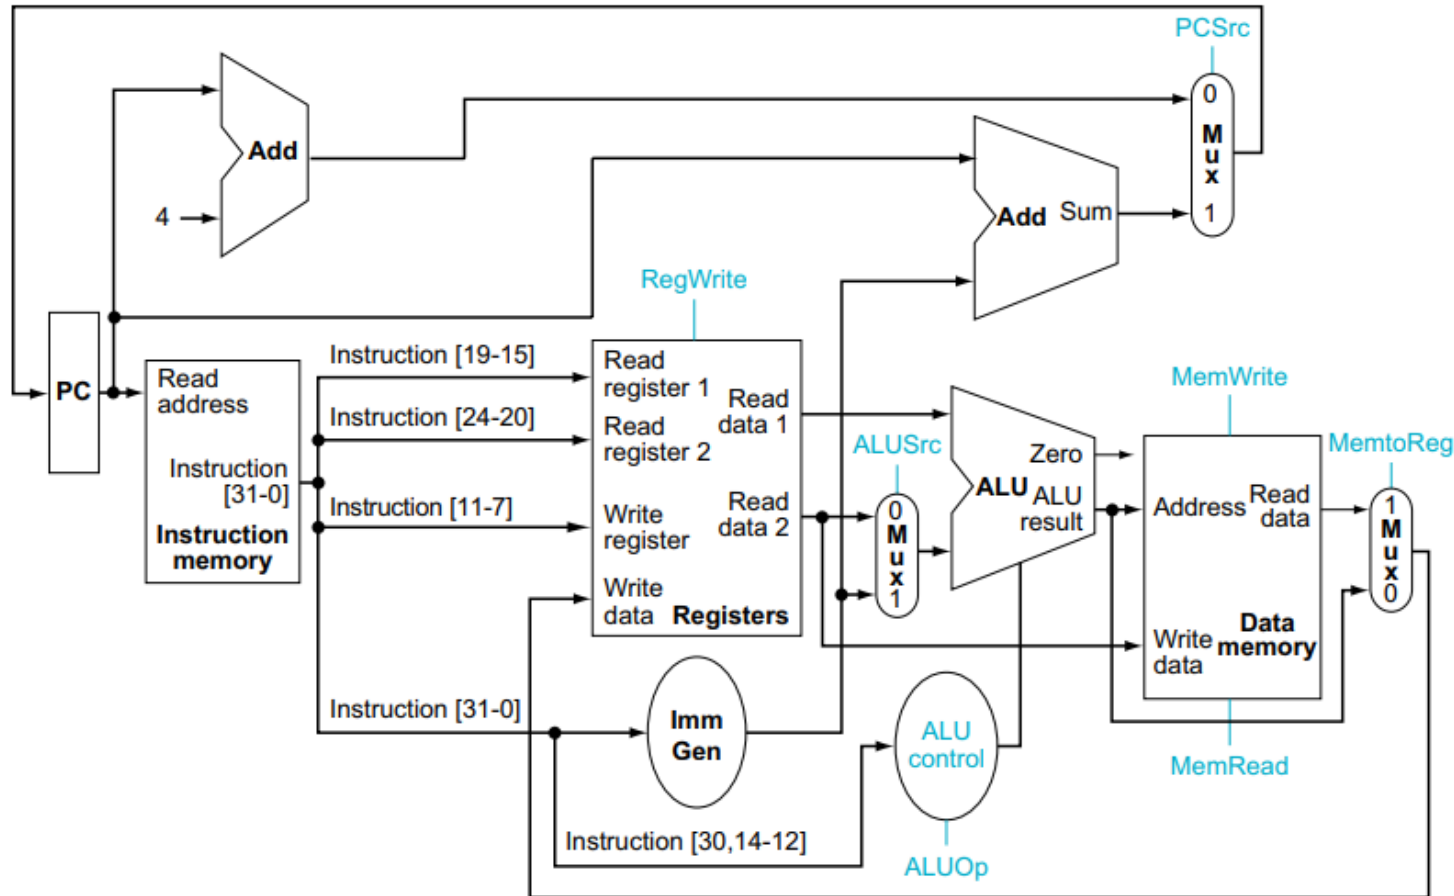 PCSrc
0
Mux
1
Add
4
Add Sum
RegWrite
PC
Read
address
Instruction
[31-0]
Instruction
memory
Instruction [19-15]
Instruction [24-20]
Instruction [11-7]
Instruction [31-0]
Read
register 1
Read
register 2
Write
register
Write
data
Read
data 1
Read
data 2
Registers
ALUSrc
0
Mux
1
Zero
ALU
ALU
result
MemWrite
Address
Read
data
Write
data
Data
memory
MemRead
MemtoReg
1
Mux
0
Imm
Gen
ALU
control
Instruction [30,14-12]
ALUOp